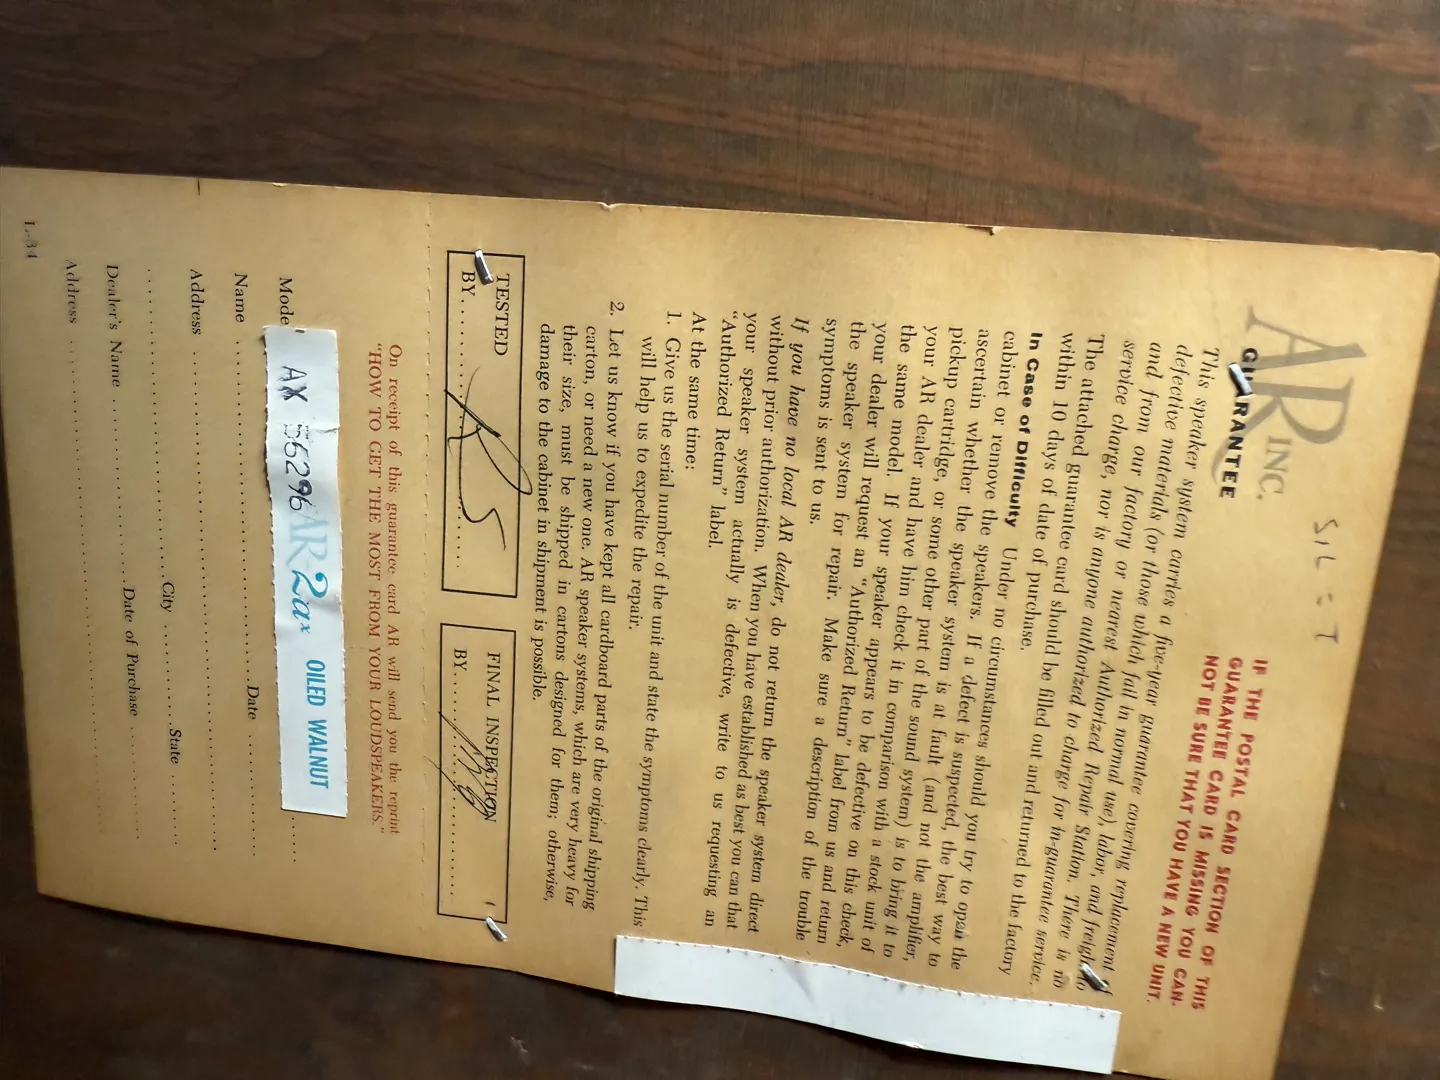 SIL : T
AR INC.
GUARANTEE
IF THE POSTAL CARD SECTION OF THIS
GUARANTEE CARD IS MISSING YOU CAN-
NOT BE SURE THAT YOU HAVE A NEW UNIT.
This speaker system carries a five-year guarantee covering replacement of
defective materials (or those which fail in normal use), labor, and freight to
and from our factory or nearest Authorized Repair Station. There is no
service charge, nor is anyone authorized to charge for in-guarantee service.
The attached guarantee card should be filled out and returned to the factory
within 10 days of date of purchase.
In Case of Difficulty Under no circumstances should you try to open the
cabinet or remove the speakers. If a defect is suspected, the best way to
ascertain whether the speaker system is at fault (and not the amplifier,
pickup cartridge, or some other part of the sound system) is to bring it to
your AR dealer and have him check it in comparison with a stock unit of
the same model. If your speaker appears to be defective on this check,
your dealer will request an "Authorized Return" label from us and return
the speaker system for repair. Make sure a description of the trouble
symptoms is sent to us.
If you have no local AR dealer, do not return the speaker system direct
without prior authorization. When you have established as best you can that
your speaker system actually is defective, write to us requesting an
"Authorized Return" label.
At the same time:
1. Give us the serial number of the unit and state the symptoms clearly. This
will help us to expedite the repair.
2. Let us know if you have kept all cardboard parts of the original shipping
carton, or need a new one. AR speaker systems, which are very heavy for
their size, must be shipped in cartons designed for them; otherwise,
damage to the cabinet in shipment is possible.
TESTED
BY
RS
FINAL INSPECTION
BY
On receipt of this guarantee card AR will send you the reprint
"HOW TO GET THE MOST FROM YOUR LOUDSPEAKERS."
AX 56296 AR-2ax OILED WALNUT
Mode
Name Date
Address
City State
Dealer's Name Date of Purchase
Address
L-34